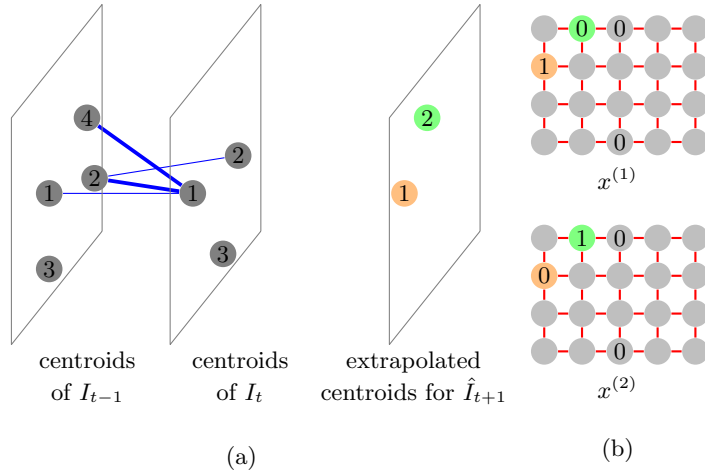 4
2
1
3
2
1
3
2
1
0 0
1
0
x^{(1)}
1 0
0
0
x^{(2)}
centroids
of I_{t−1}
centroids
of I_t
extrapolated
centroids for Î_{t+1}
(a)
(b)